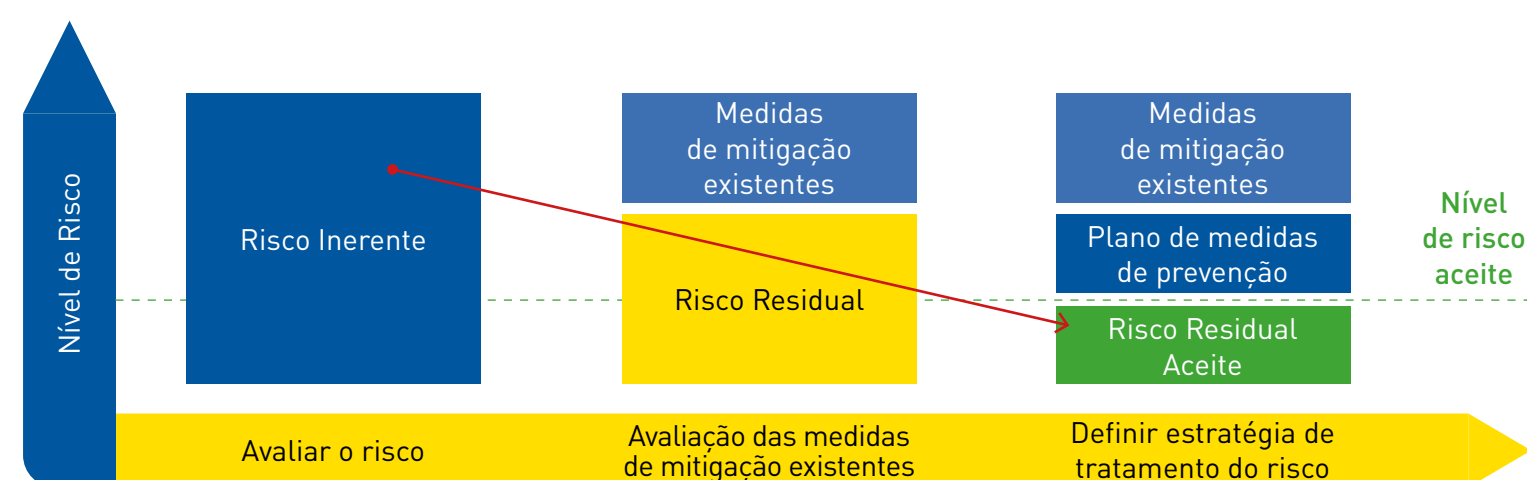 Nível de Risco
Risco Inerente
Medidas
de mitigação
existentes
Risco Residual
Medidas
de mitigação
existentes
Plano de medidas
de prevenção
Risco Residual
Aceite
Nível
de risco
aceite
Avaliar o risco
Avaliação das medidas
de mitigação existentes
Definir estratégia de
tratamento do risco